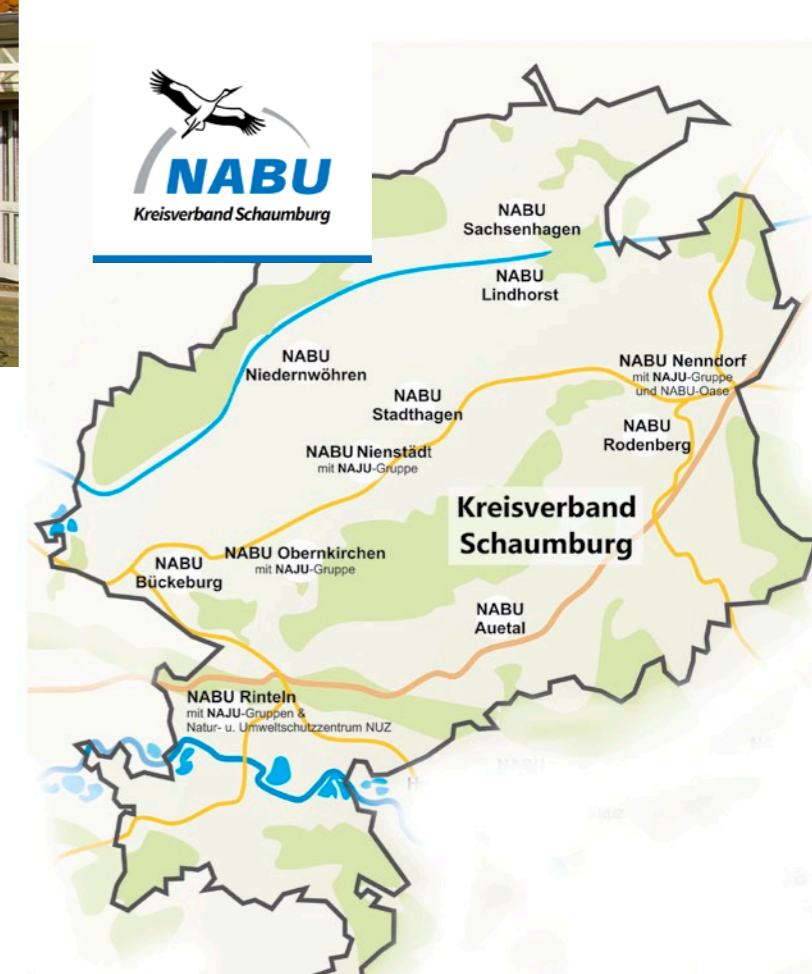 NABU
Kreisverband Schaumburg
NABU
Sachsenhagen
NABU
Lindhorst
NABU
Niedernwöhren
NABU Nenndorf
mit NAJU-Gruppe
und NABU-Oase
NABU
Stadthagen
NABU
Rodenberg
NABU Nienstädt
mit NAJU-Gruppe
Kreisverband
Schaumburg
NABU Obernkirchen
mit NAJU-Gruppe
NABU
Bückeburg
NABU
Auetal
NABU Rinteln
mit NAJU-Gruppen &
Natur- u. Umweltschutzzentrum NUZ